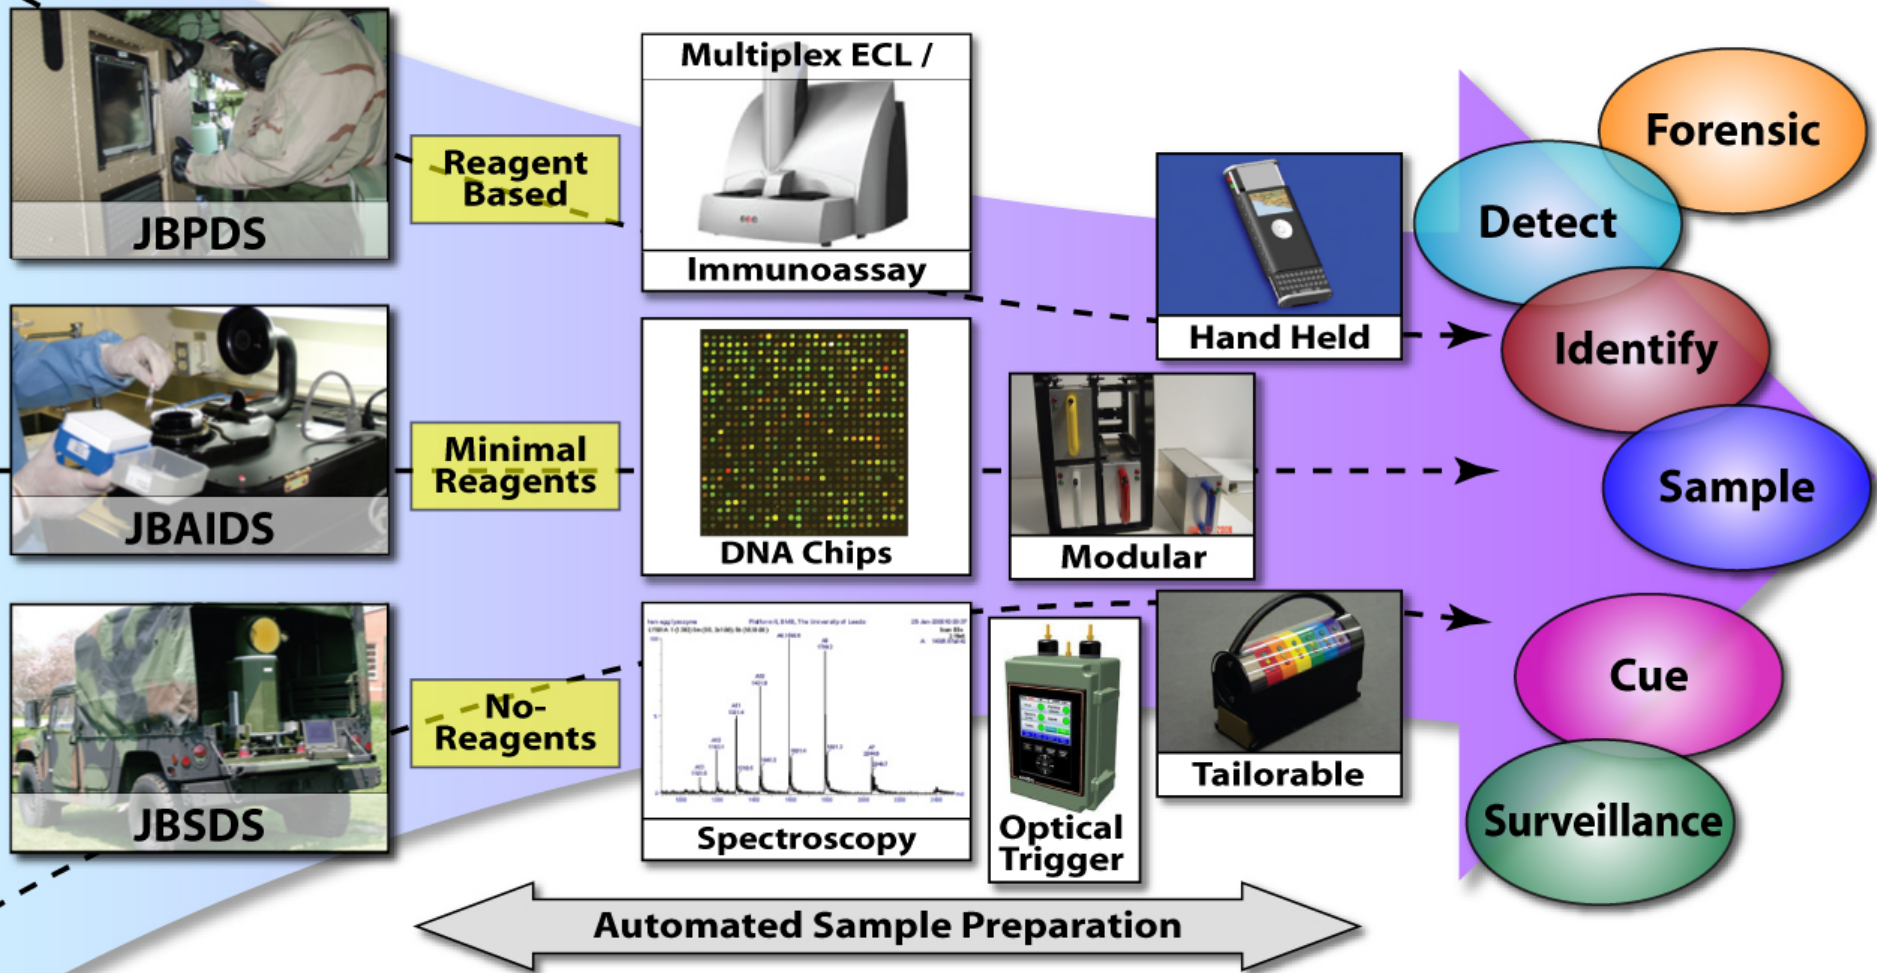 JBPDS
Reagent
Based
Multiplex ECL /
Immunoassay
Hand Held
Forensic
Detect
Identify
JBAIDS
Minimal
Reagents
DNA Chips
Modular
Sample
JBSDS
No-
Reagents
Spectroscopy
Optical
Trigger
Tailorable
Cue
Surveillance
Automated Sample Preparation